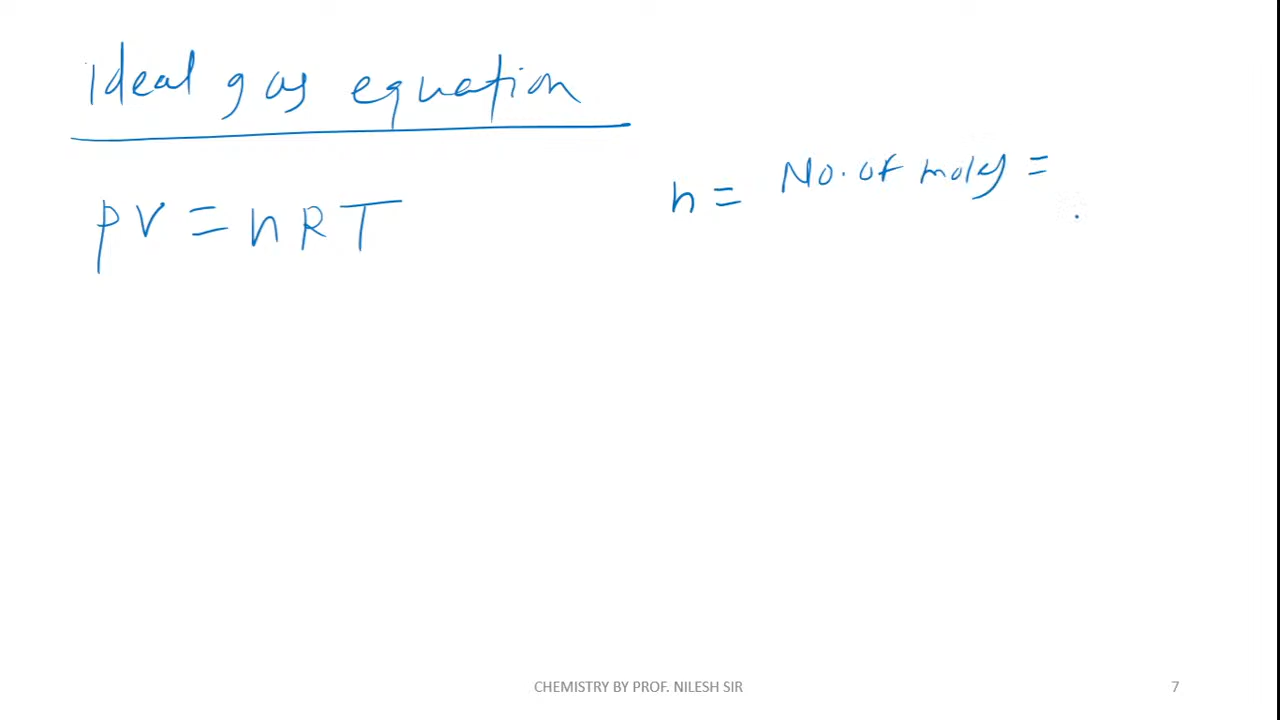 Ideal gas equation
PV = nRT
n = No. of moles =
CHEMISTRY BY PROF. NILESH SIR
7